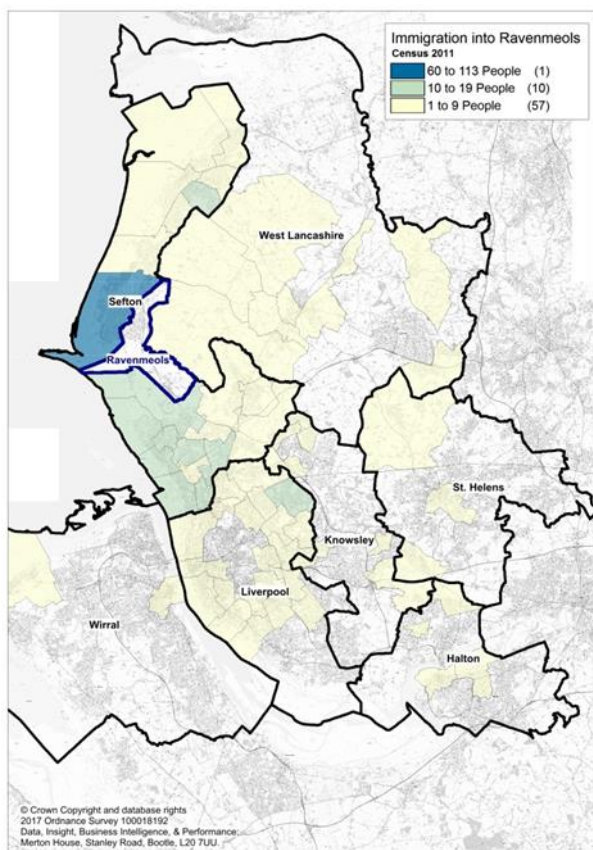 Immigration into Ravenmeols
Census 2011
60 to 113 People (1)
10 to 19 People (10)
1 to 9 People (57)
West Lancashire
Sefton
Ravenmeols
St. Helens
Knowsley
Liverpool
Wirral
Halton
© Crown Copyright and database rights
2017 Ordnance Survey 100018192
Data, Insight, Business Intelligence, & Performance;
Merton House, Stanley Road, Bootle, L20 7UU.